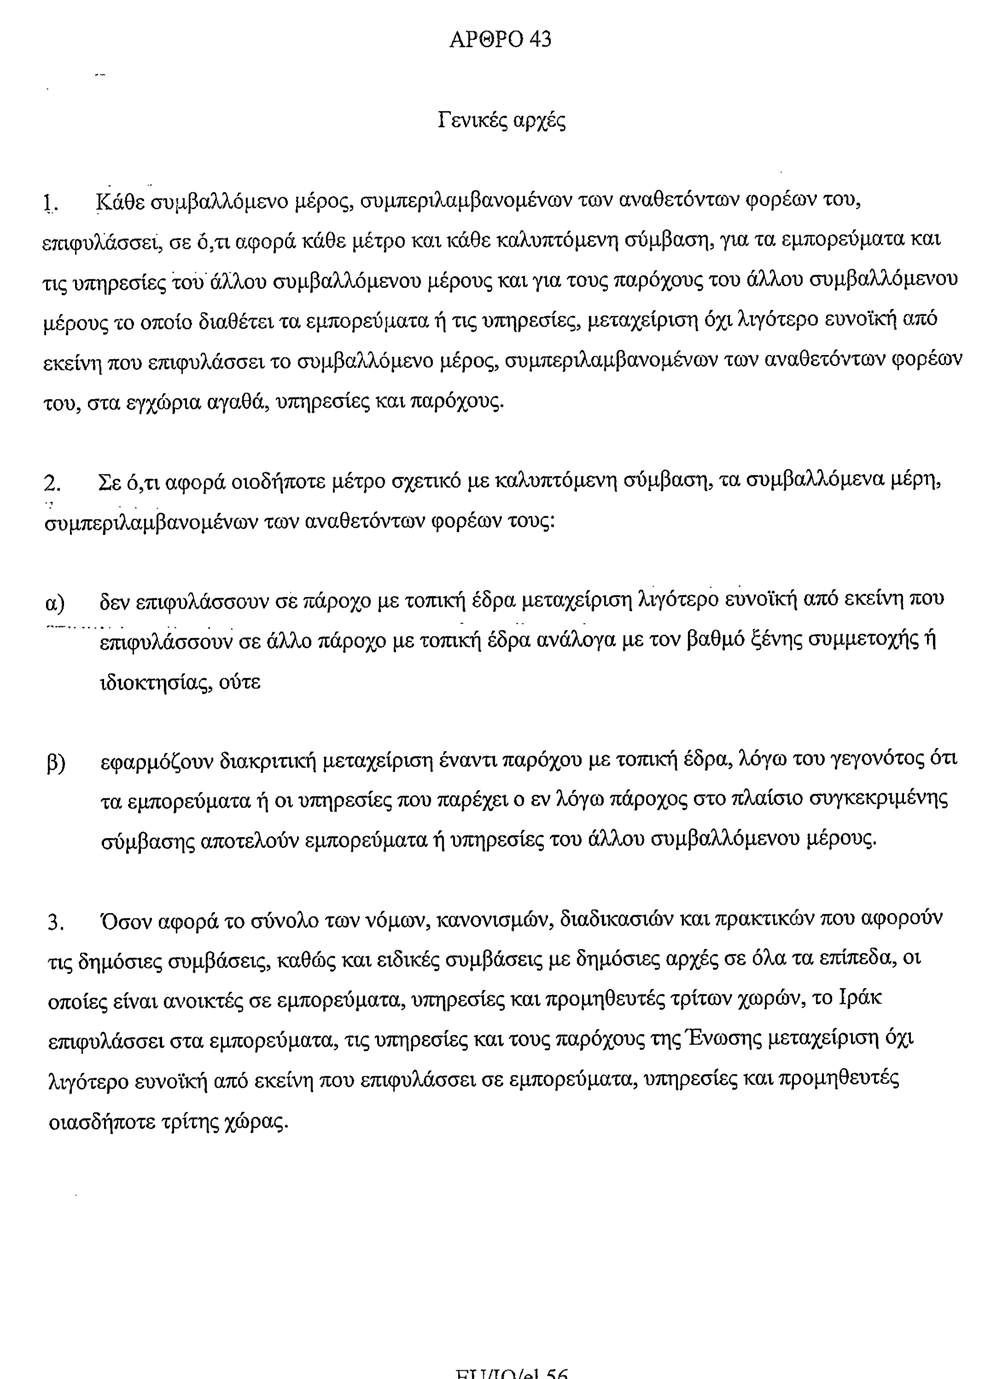 ΑΡΘΡΟ 43
Γενικές αρχές
1. Κάθε συμβαλλόμενο μέρος, συμπεριλαμβανομένων των αναθετόντων φορέων του,
επιφυλάσσει, σε ό,τι αφορά κάθε μέτρο και κάθε καλυπτόμενη σύμβαση, για τα εμπορεύματα και
τις υπηρεσίες του άλλου συμβαλλόμενου μέρους και για τους παρόχους του άλλου συμβαλλόμενου
μέρους το οποίο διαθέτει τα εμπορεύματα ή τις υπηρεσίες, μεταχείριση όχι λιγότερο ευνοϊκή από
εκείνη που επιφυλάσσει το συμβαλλόμενο μέρος, συμπεριλαμβανομένων των αναθετόντων φορέων
του, στα εγχώρια αγαθά, υπηρεσίες και παρόχους.
2. Σε ό,τι αφορά οιοδήποτε μέτρο σχετικό με καλυπτόμενη σύμβαση, τα συμβαλλόμενα μέρη,
συμπεριλαμβανομένων των αναθετόντων φορέων τους:
α) δεν επιφυλάσσουν σε πάροχο με τοπική έδρα μεταχείριση λιγότερο ευνοϊκή από εκείνη που
επιφυλάσσουν σε άλλο πάροχο με τοπική έδρα ανάλογα με τον βαθμό ξένης συμμετοχής ή
ιδιοκτησίας, ούτε
β) εφαρμόζουν διακριτική μεταχείριση έναντι παρόχου με τοπική έδρα, λόγω του γεγονότος ότι
τα εμπορεύματα ή οι υπηρεσίες που παρέχει ο εν λόγω πάροχος στο πλαίσιο συγκεκριμένης
σύμβασης αποτελούν εμπορεύματα ή υπηρεσίες του άλλου συμβαλλόμενου μέρους.
3. Όσον αφορά το σύνολο των νόμων, κανονισμών, διαδικασιών και πρακτικών που αφορούν
τις δημόσιες συμβάσεις, καθώς και ειδικές συμβάσεις με δημόσιες αρχές σε όλα τα επίπεδα, οι
οποίες είναι ανοικτές σε εμπορεύματα, υπηρεσίες και προμηθευτές τρίτων χωρών, το Ιράκ
επιφυλάσσει στα εμπορεύματα, τις υπηρεσίες και τους παρόχους της Ένωσης μεταχείριση όχι
λιγότερο ευνοϊκή από εκείνη που επιφυλάσσει σε εμπορεύματα, υπηρεσίες και προμηθευτές
οιασδήποτε τρίτης χώρας.
EU/IQ/el 56